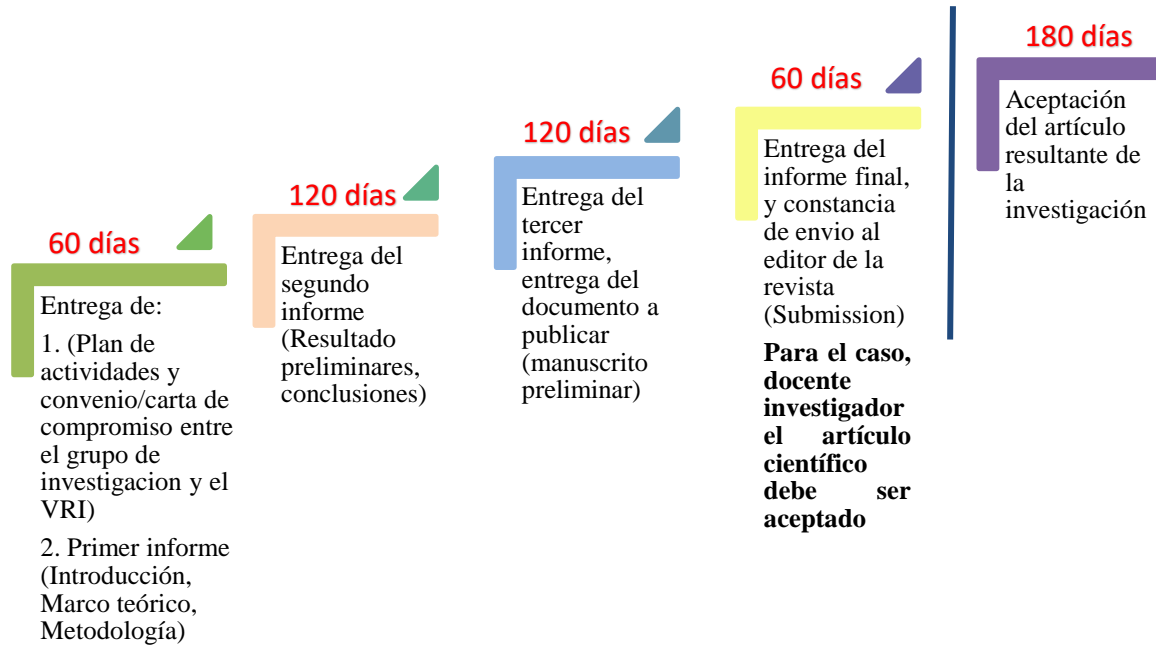 60 días
Entrega de:
1. (Plan de
actividades y
convenio/carta de
compromiso entre
el grupo de
investigacion y el
VRI)
2. Primer informe
(Introducción,
Marco teórico,
Metodología)
120 días
Entrega del
segundo
informe
(Resultado
preliminares,
conclusiones)
120 días
Entrega del
tercer
informe,
entrega del
documento a
publicar
(manuscrito
preliminar)
60 días
Entrega del
informe final,
y constancia
de envio al
editor de la
revista
(Submission)
Para el caso,
docente
investigador
el artículo
científico
debe ser
aceptado
180 días
Aceptación
del artículo
resultante de
la
investigación